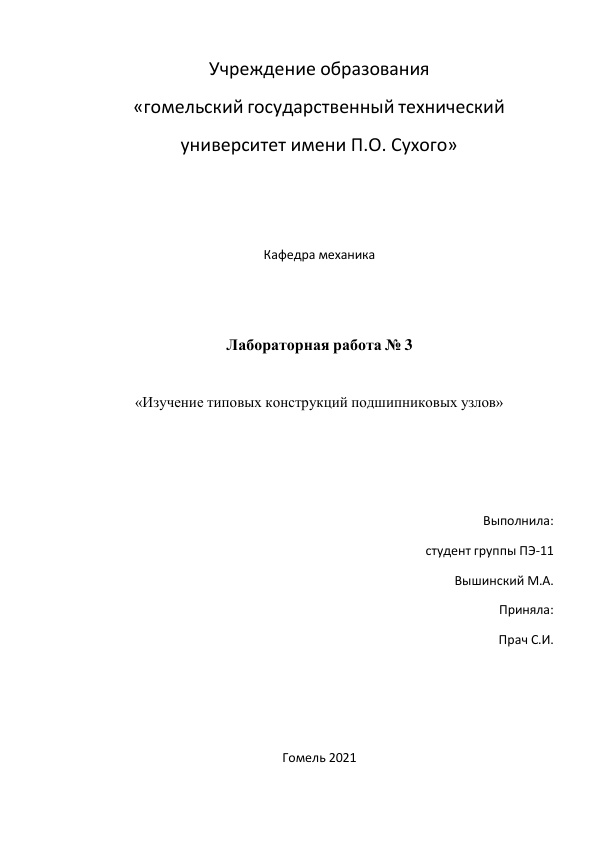 Учреждение образования
«гомельский государственный технический
университет имени П.О. Сухого»
Кафедра механика
Лабораторная работа № 3
«Изучение типовых конструкций подшипниковых узлов»
Выполнила:
студент группы ПЭ-11
Вышинский М.А.
Приняла:
Прач С.И.
Гомель 2021